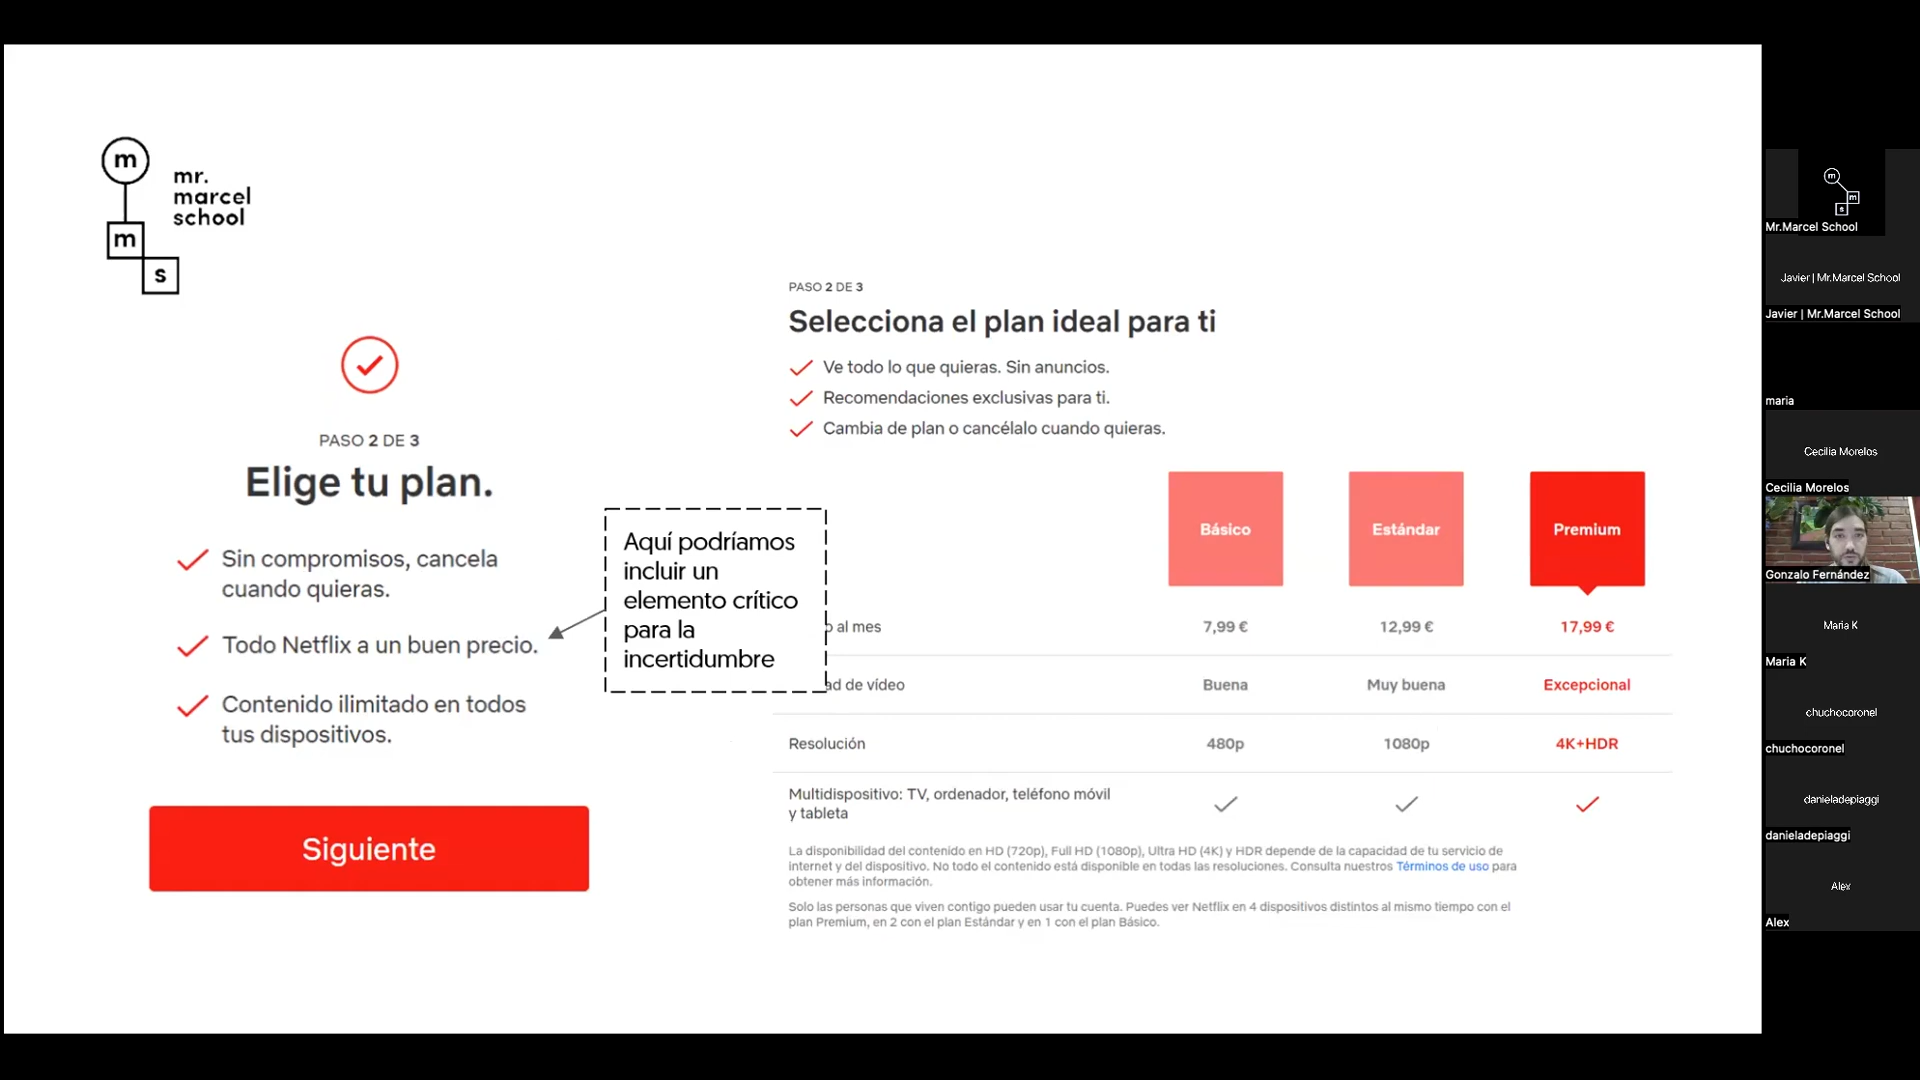 m
m
s
mr.
marcel
school
PASO 2 DE 3
Elige tu plan.
Sin compromisos, cancela
cuando quieras.
Todo Netflix a un buen precio.
Contenido ilimitado en todos
tus dispositivos.
Siguiente
Aquí podríamos
incluir un
elemento crítico
para la
incertidumbre
PASO 2 DE 3
Selecciona el plan ideal para ti
Ve todo lo que quieras. Sin anuncios.
Recomendaciones exclusivas para ti.
Cambia de plan o cancélalo cuando quieras.
Básico Estándar Premium
o al mes 7,99 € 12,99 € 17,99 €
ad de vídeo Buena Muy buena Excepcional
Resolución 480p 1080p 4K+HDR
Multidispositivo: TV, ordenador, teléfono móvil
y tableta
La disponibilidad del contenido en HD (720p), Full HD (1080p), Ultra HD (4K) y HDR depende de la capacidad de tu servicio de
internet y del dispositivo. No todo el contenido está disponible en todas las resoluciones. Consulta nuestros Términos de uso para
obtener más información.
Solo las personas que viven contigo pueden usar tu cuenta. Puedes ver Netflix en 4 dispositivos distintos al mismo tiempo con el
plan Premium, en 2 con el plan Estándar y en 1 con el plan Básico.
m
m
s
Mr.Marcel School
Javier | Mr.Marcel School
Javier | Mr.Marcel School
maria
Cecilia Morelos
Cecilia Morelos
Gonzalo Fernández
Maria K
Maria K
chuchocoronel
chuchocoronel
danieladepiaggi
danieladepiaggi
Alex
Alex